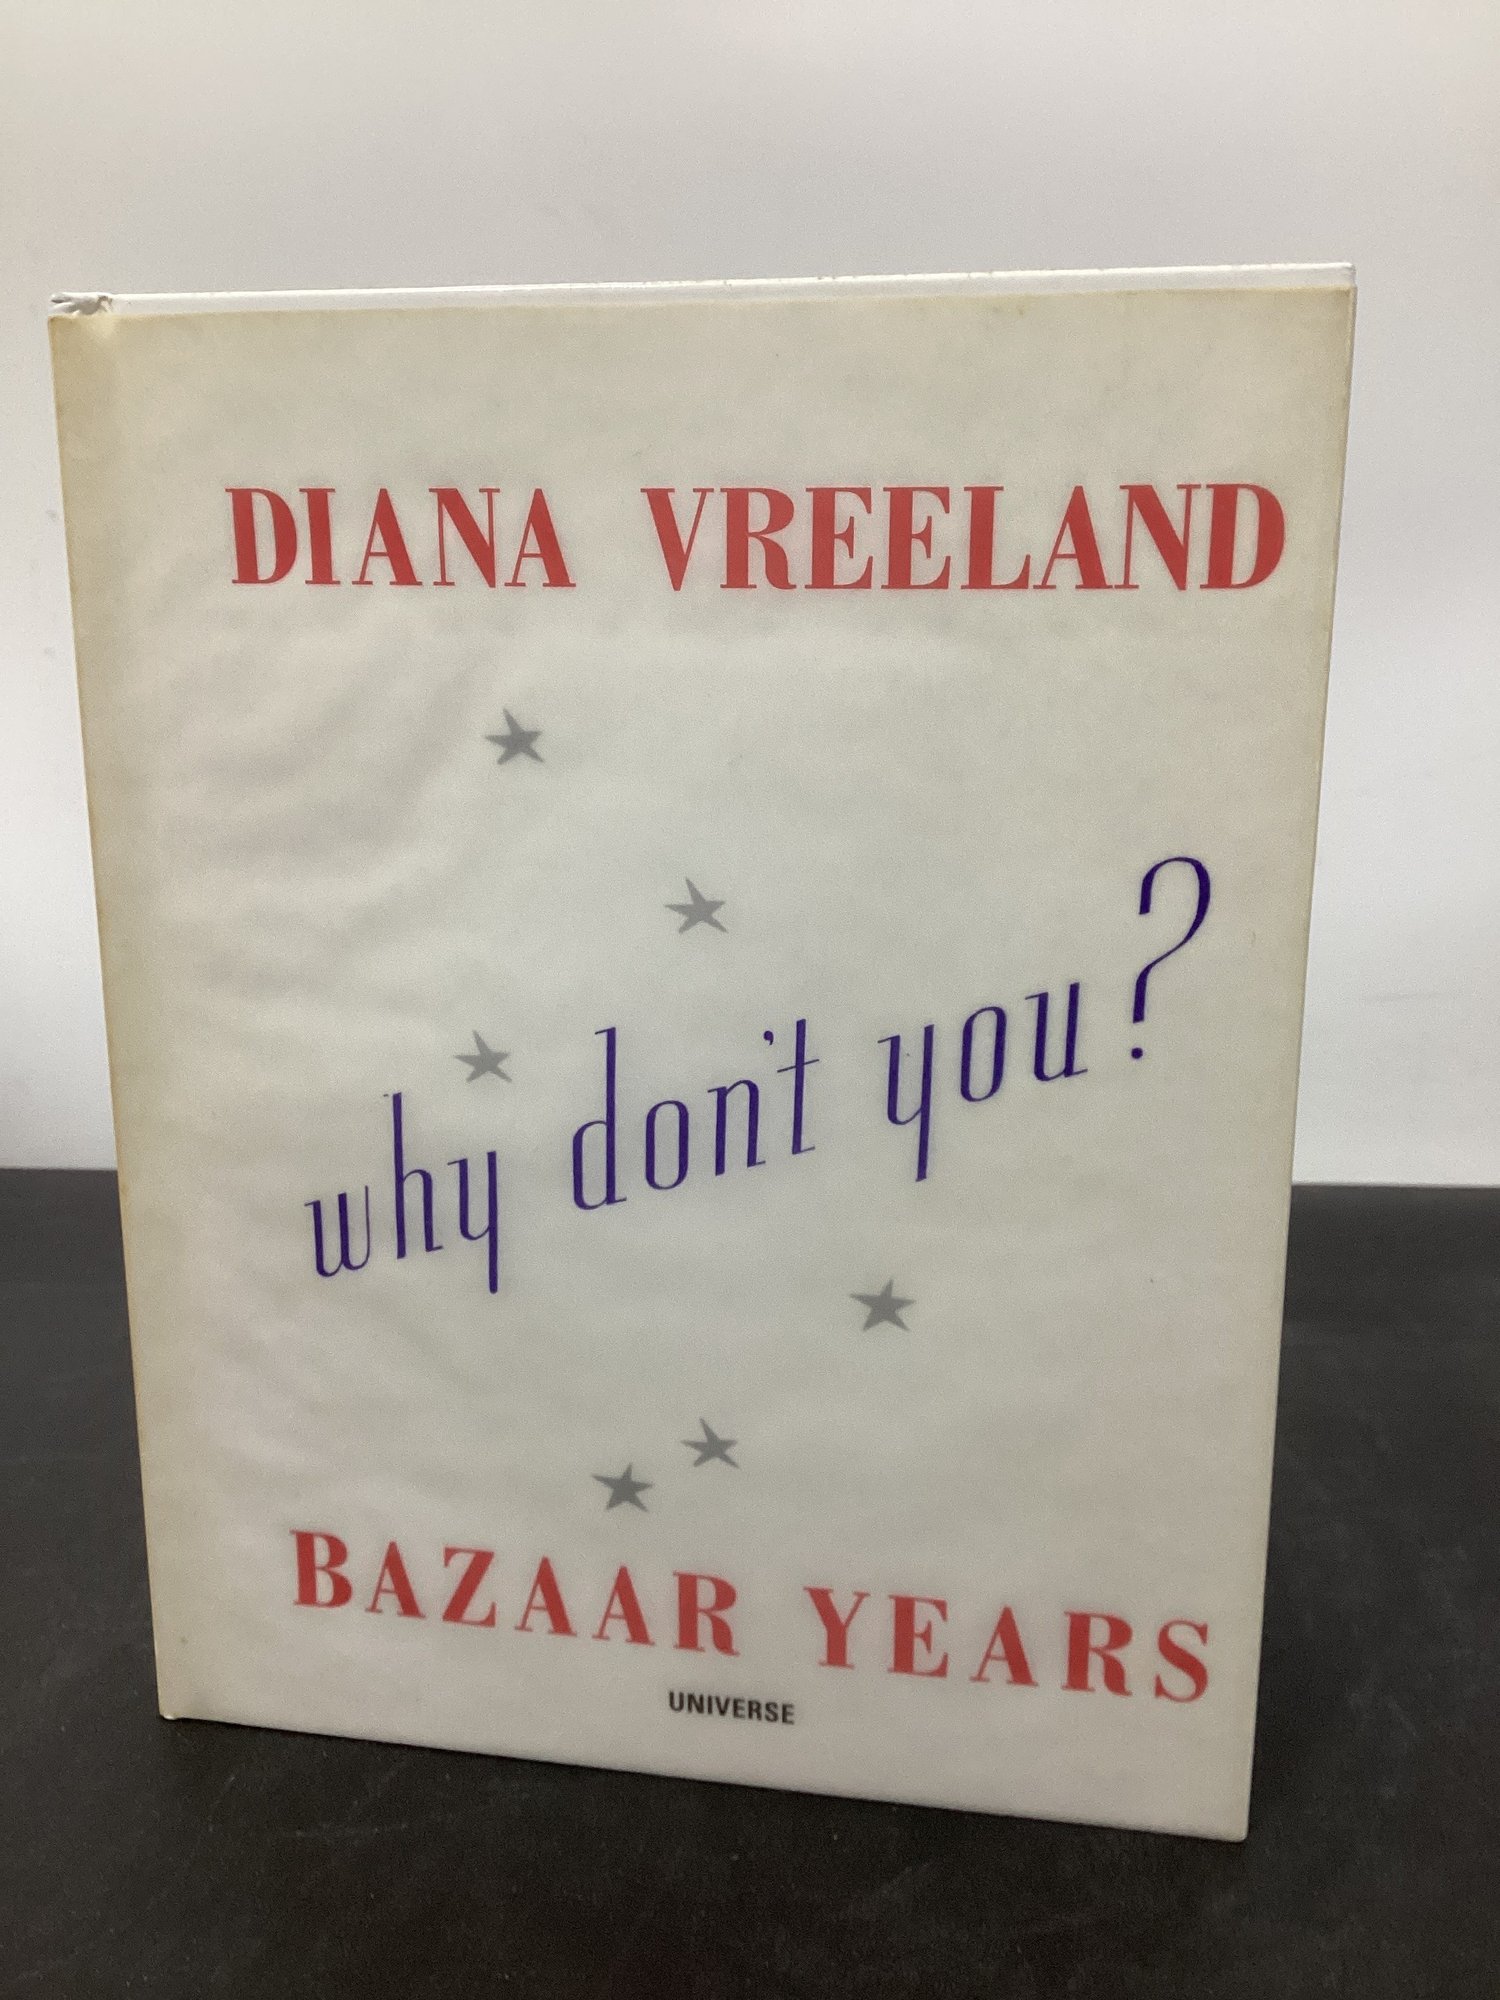 DIANA VREELAND
why don't you?
BAZAAR YEARS
UNIVERSE